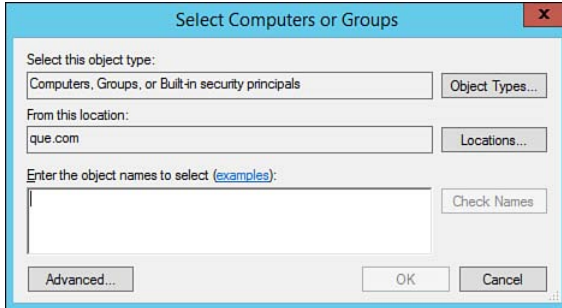 Select Computers or Groups
x
Select this object type:
Computers, Groups, or Built-in security principals
Object Types...
From this location:
que.com
Locations...
Enter the object names to select (examples):
Check Names
Advanced...
OK
Cancel